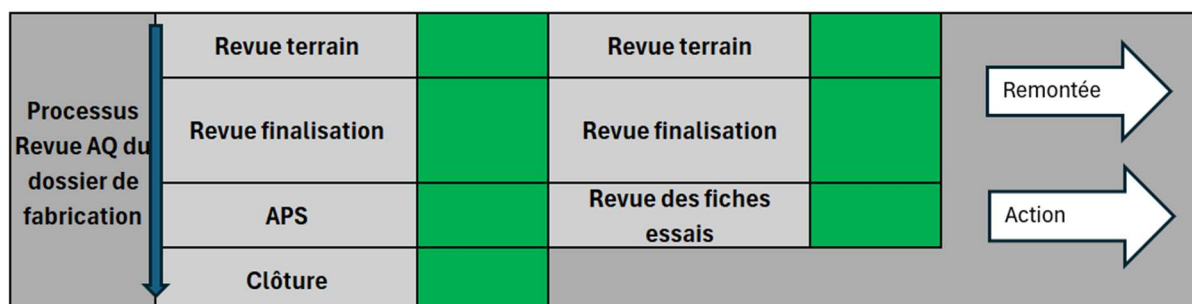 Processus
Revue AQ du
dossier de
fabrication
Revue terrain
Revue terrain
Revue finalisation
Revue finalisation
APS
Revue des fiches
essais
Clôture
Remontée
Action